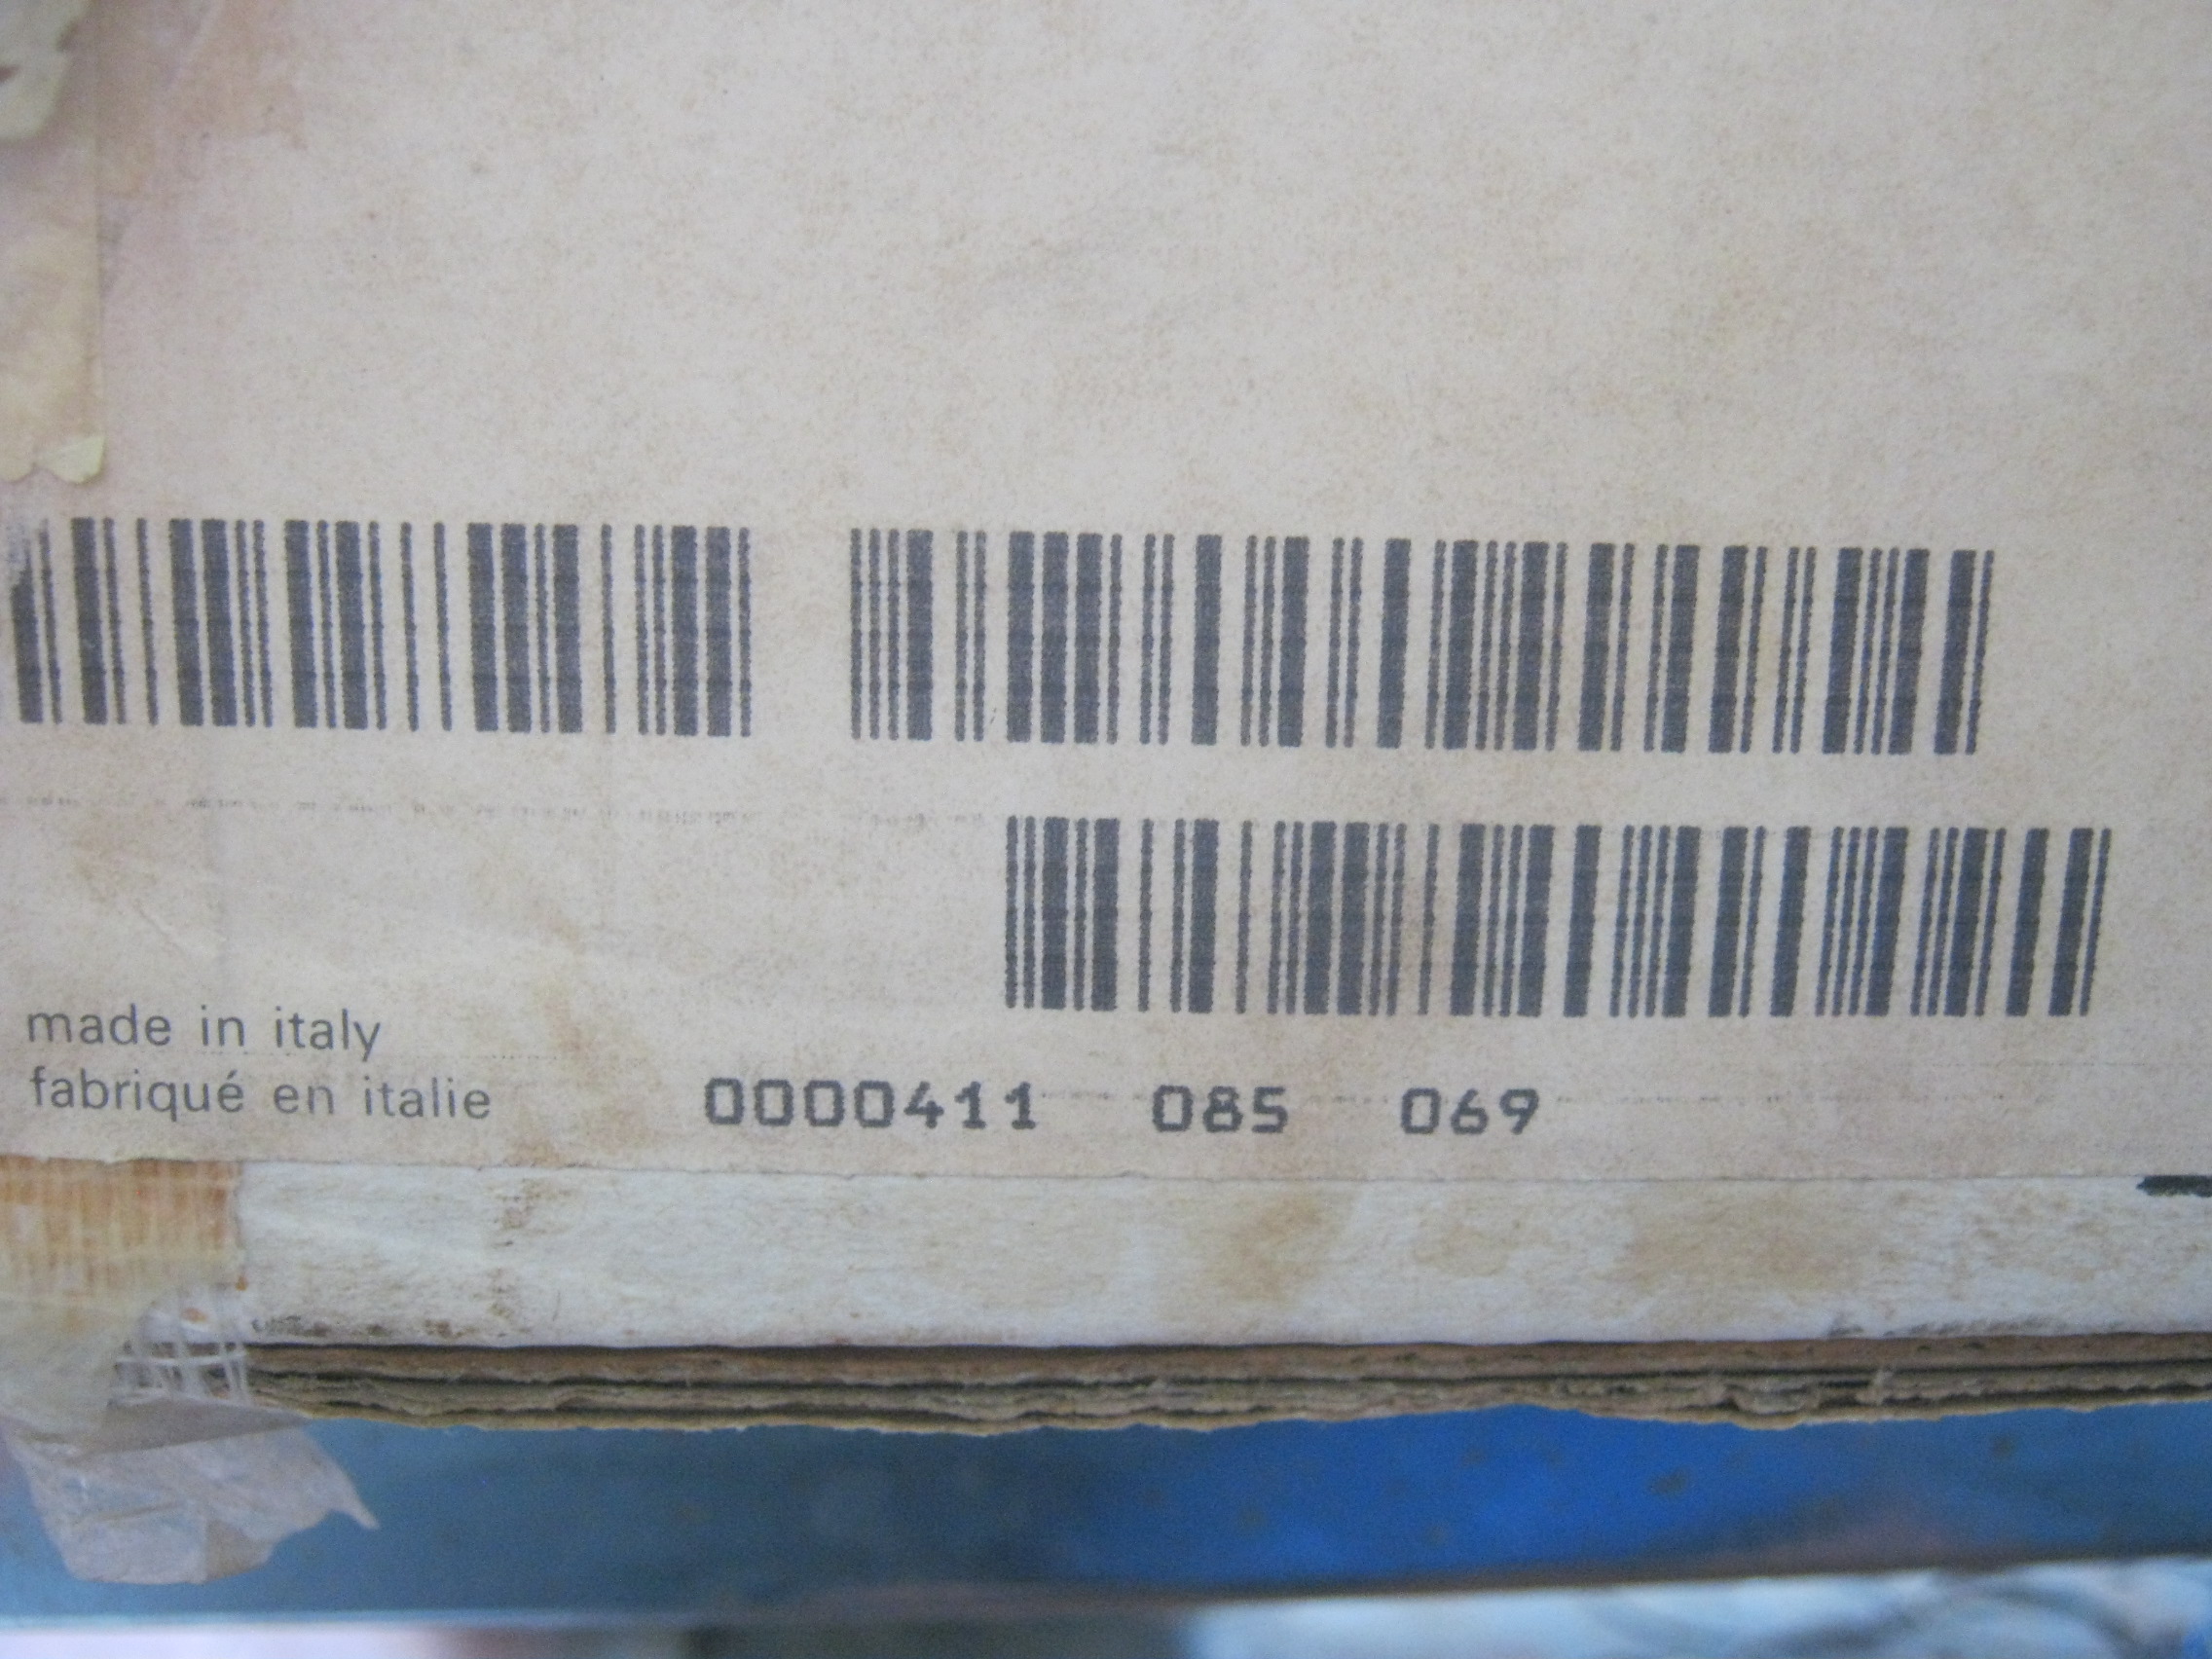 made in italy
fabriqué en italie 0000411 085 069